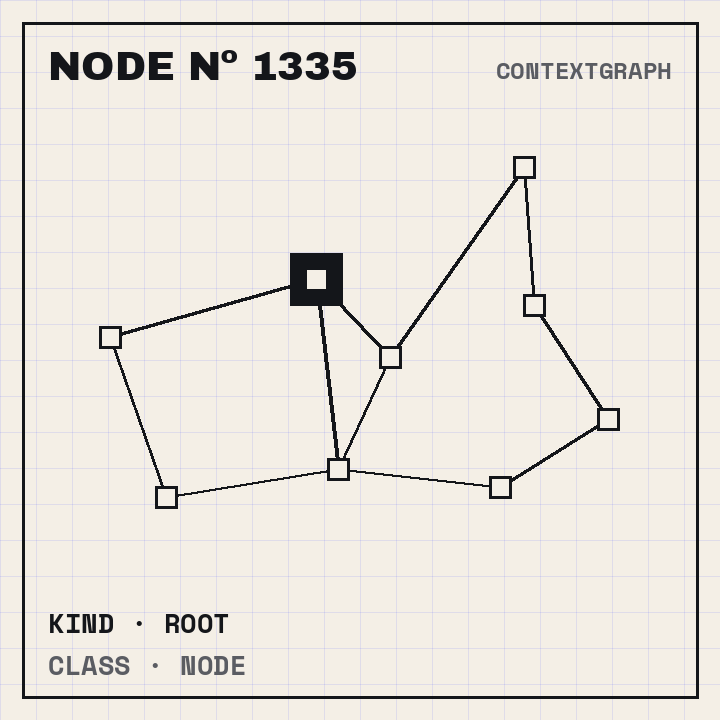 NODE Nº 1335
CONTEXTGRAPH
KIND · ROOT
CLASS · NODE